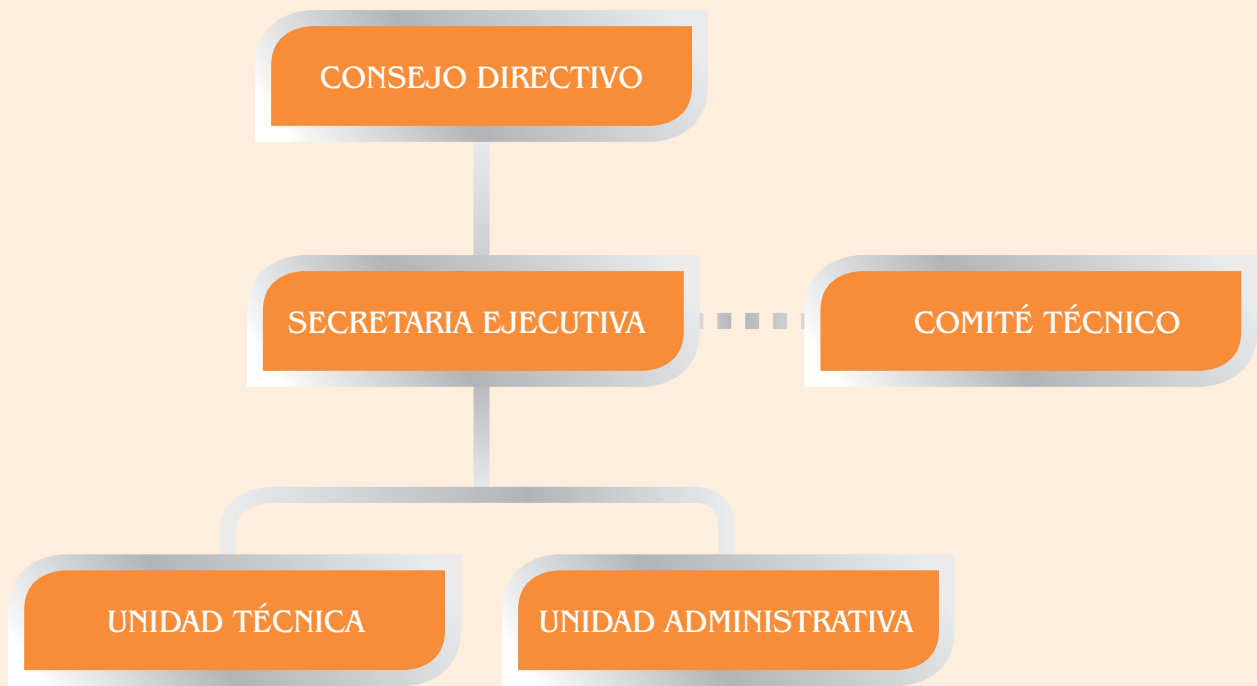 CONSEJO DIRECTIVO
SECRETARIA EJECUTIVA
COMITÉ TÉCNICO
UNIDAD TÉCNICA
UNIDAD ADMINISTRATIVA